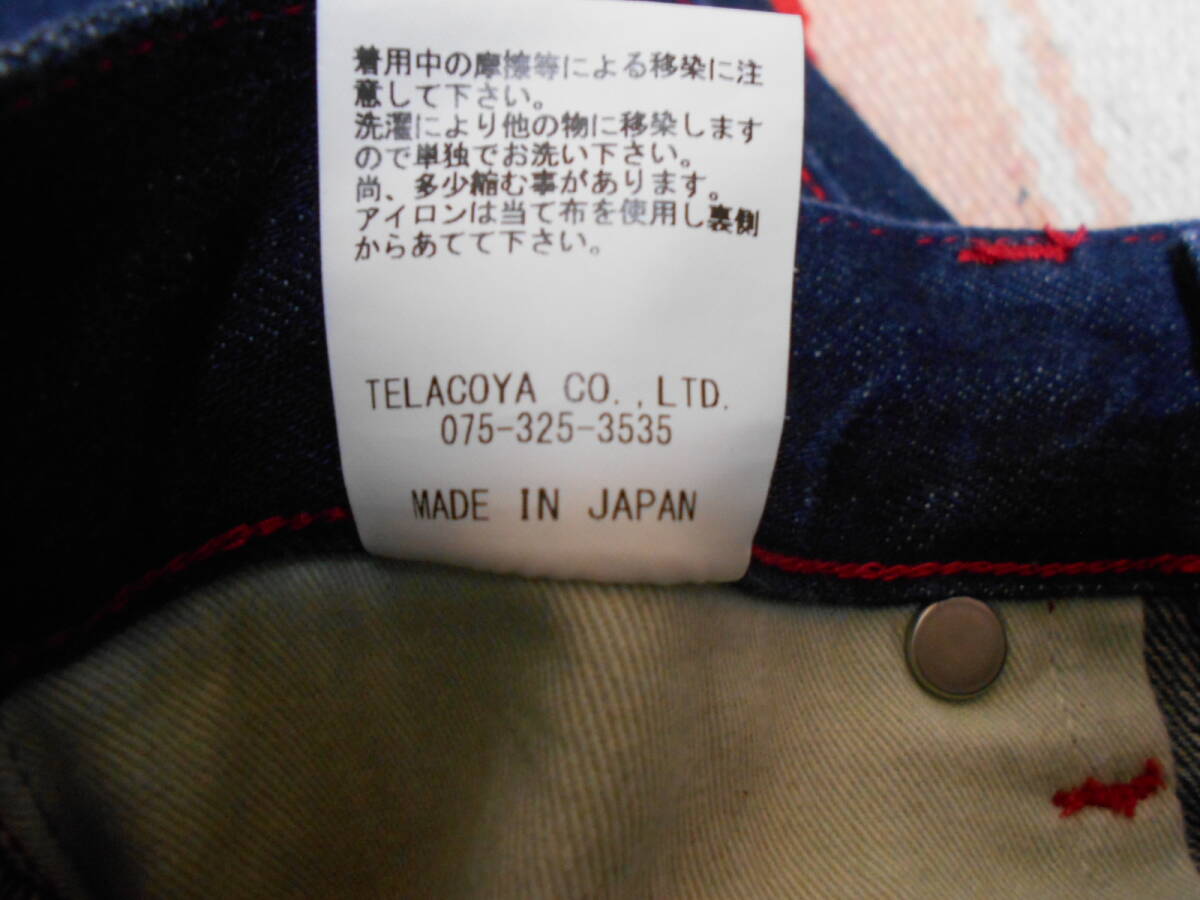 着用中の摩擦等による移染に注
意して下さい。
洗濯により他の物に移染します
ので単独でお洗い下さい。
尚、多少縮む事があります。
アイロンは当て布を使用し裏側
からあてて下さい。
TELACOYA CO.,LTD.
075-325-3535
MADE IN JAPAN